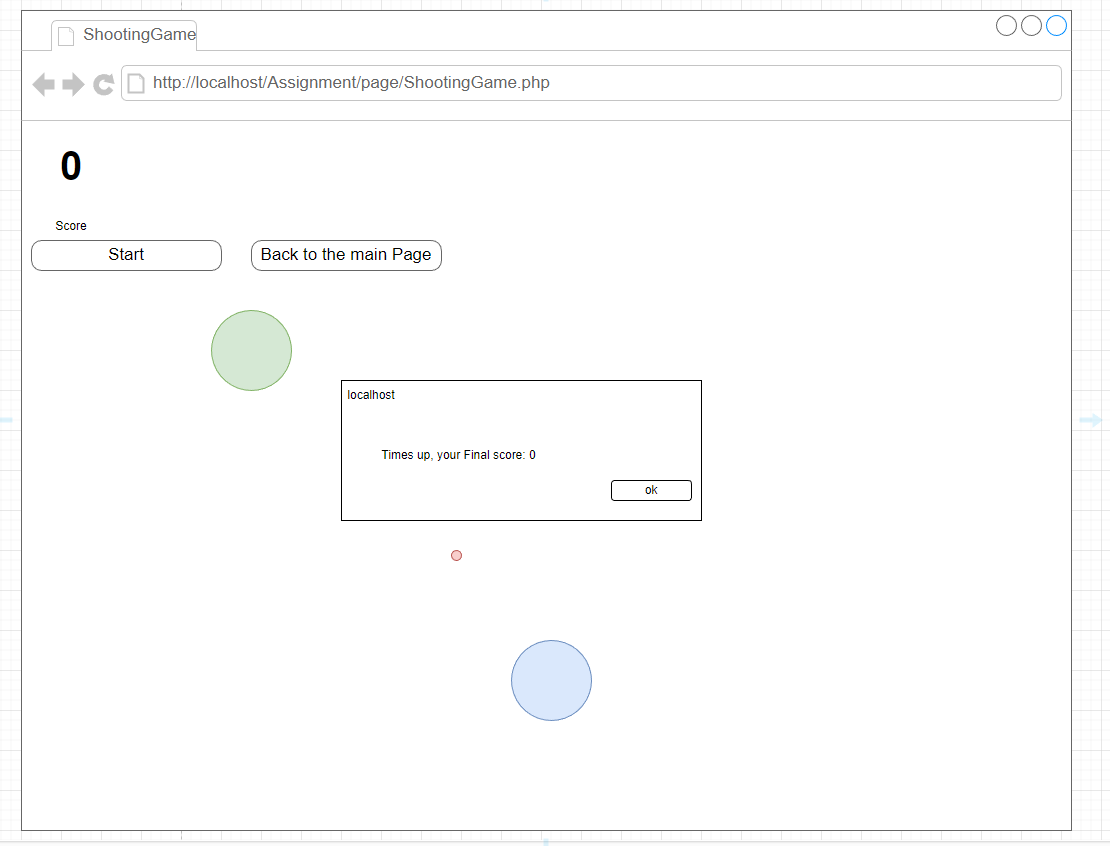 ShootingGame
http://localhost/Assignment/page/ShootingGame.php
0
Score
Start
Back to the main Page
localhost
Times up, your Final score: 0
ok